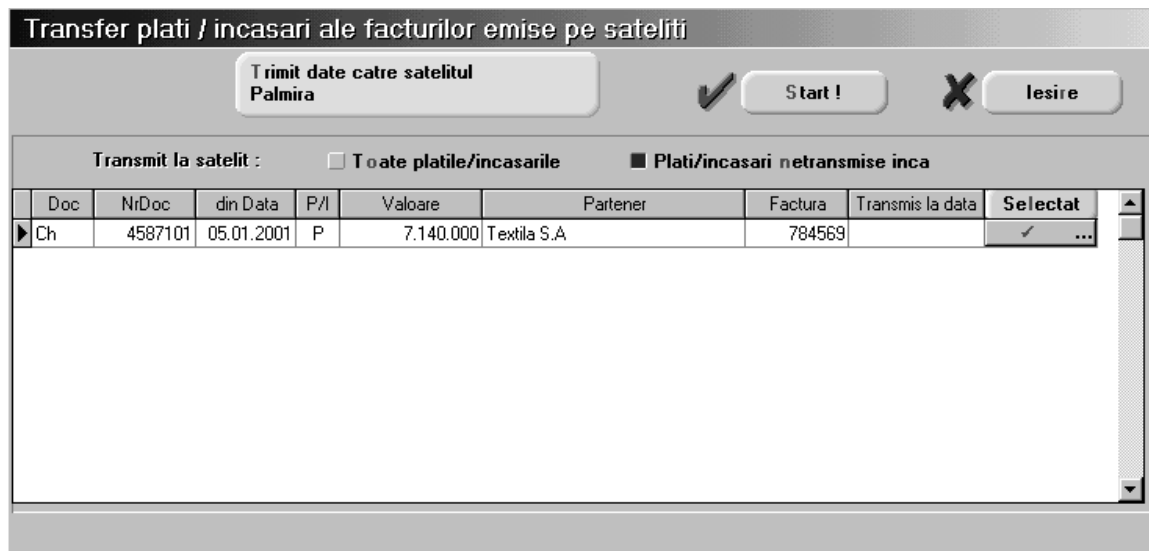 Transfer plati / incasari ale facturilor emise pe sateliti
Trimit date catre satelitul
Palmira
Start !
Iesire
Transmit la satelit :
Toate platile/incasarile
Plati/incasari netransmise inca
Doc NrDoc din Data P/I Valoare Partener Factura Transmis la data Selectat
Ch 4587101 05.01.2001 P 7.140.000 Textila S.A 784569 ...